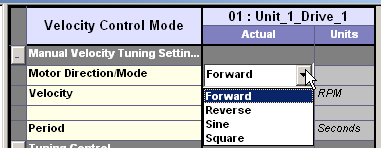 Velocity Control Mode
01 : Unit_1_Drive_1
Actual
Units
Manual Velocity Tuning Settin...
Motor Direction/Mode
Forward
Velocity
RPM
Forward
Reverse
Sine
Square
Period
Seconds
Tuning Control